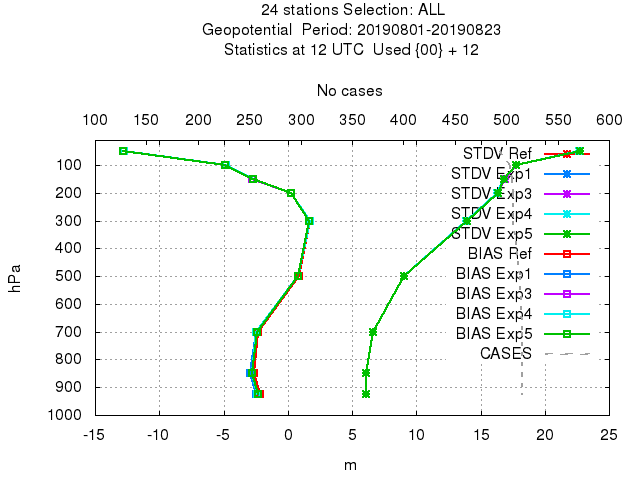 24 stations Selection: ALL
Geopotential  Period: 20190801-20190823
Statistics at 12 UTC  Used {00} + 12
No cases
100 150 200 250 300 350 400 450 500 550 600
STDV Ref
100
STDV Exp1
200
STDV Exp3
STDV Exp4
300
STDV Exp5
400
BIAS Ref
500
BIAS Exp1
600
BIAS Exp3
BIAS Exp4
700
BIAS Exp5
800
CASES
900
1000
hPa
-15 -10 -5 0 5 10 15 20 25
m